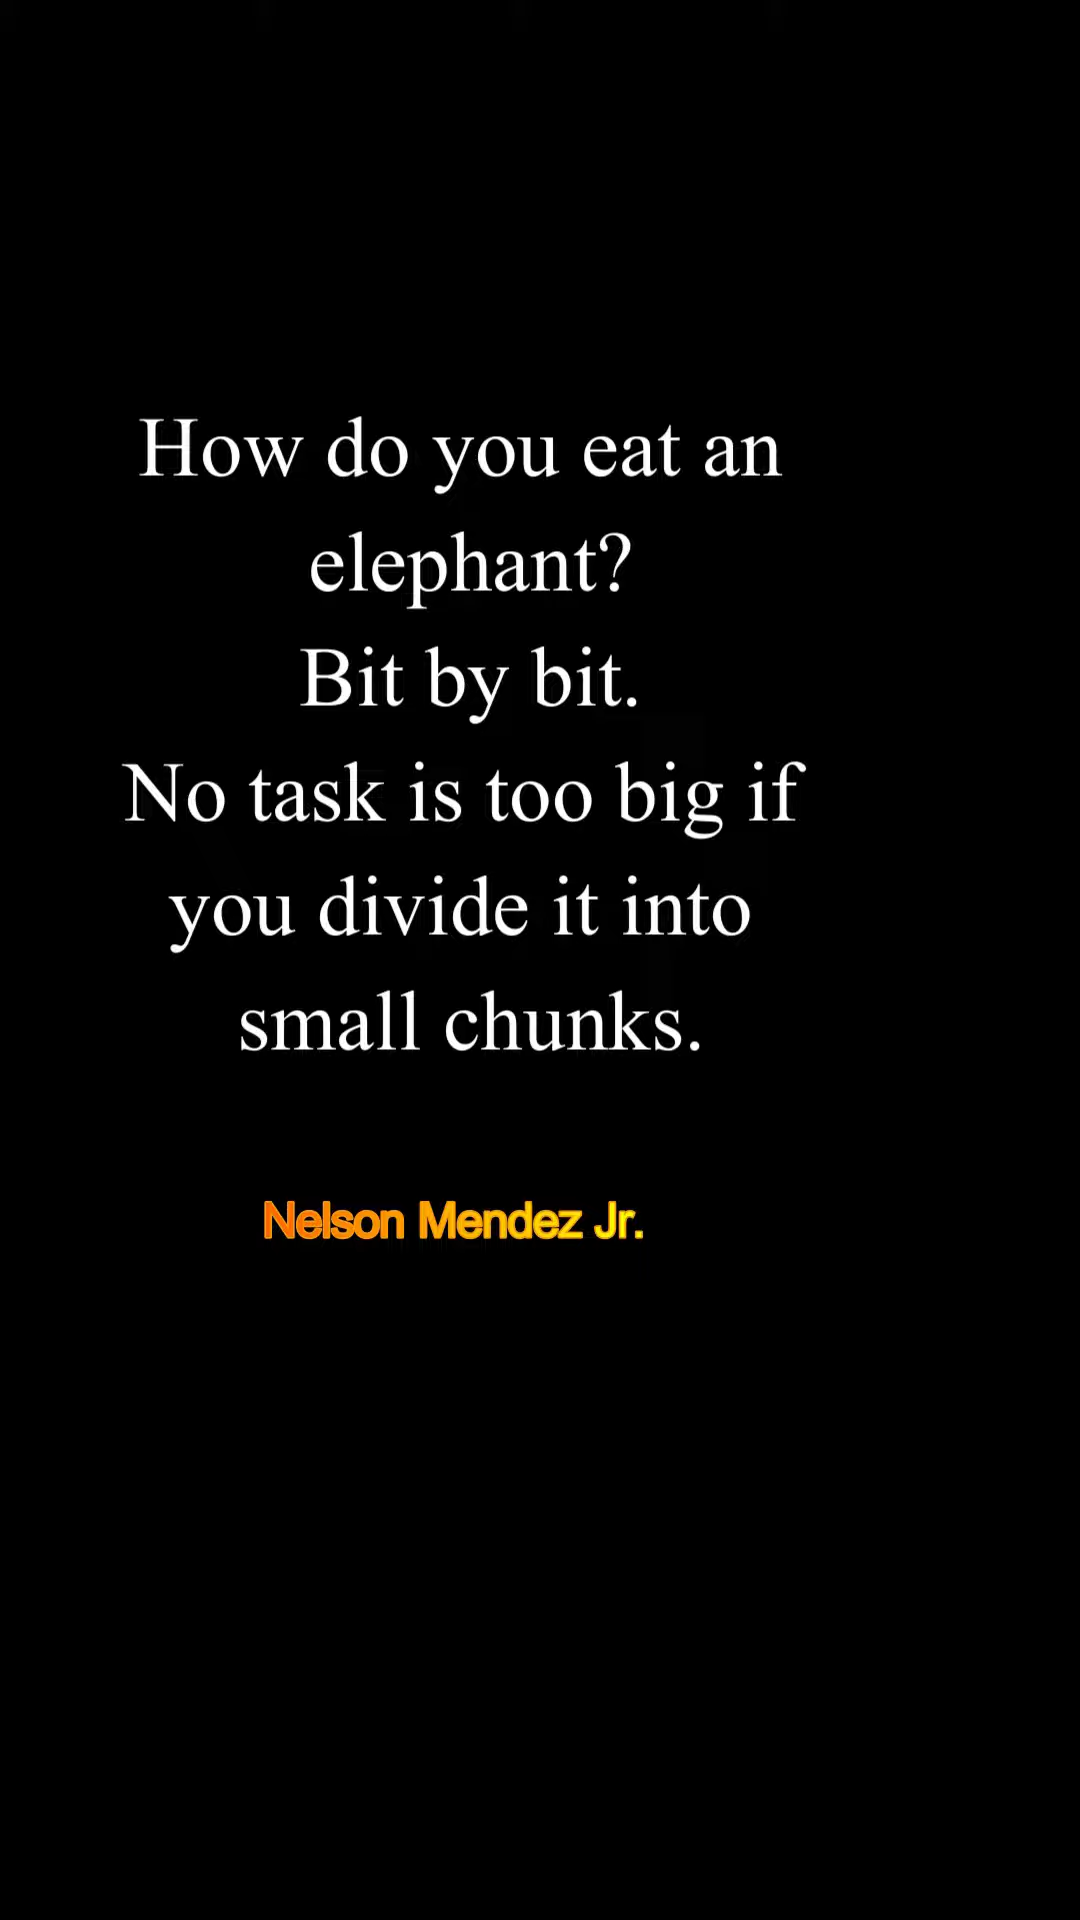 How do you eat an
elephant?
Bit by bit.
No task is too big if
you divide it into
small chunks.
Nelson Mendez Jr.